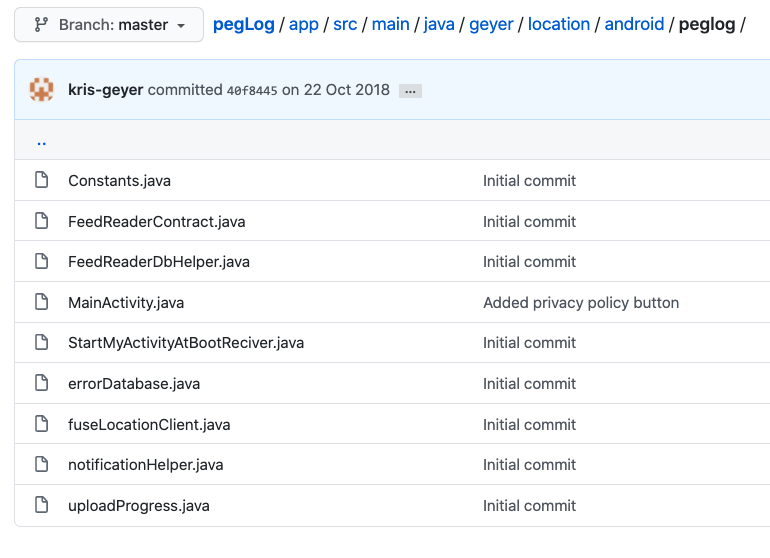 Branch: master pegLog / app / src / main / java / geyer / location / android / peglog /
kris-geyer committed 40f8445 on 22 Oct 2018 ...
..
Constants.java Initial commit
FeedReaderContract.java Initial commit
FeedReaderDbHelper.java Initial commit
MainActivity.java Added privacy policy button
StartMyActivityAtBootReciver.java Initial commit
errorDatabase.java Initial commit
fuseLocationClient.java Initial commit
notificationHelper.java Initial commit
uploadProgress.java Initial commit